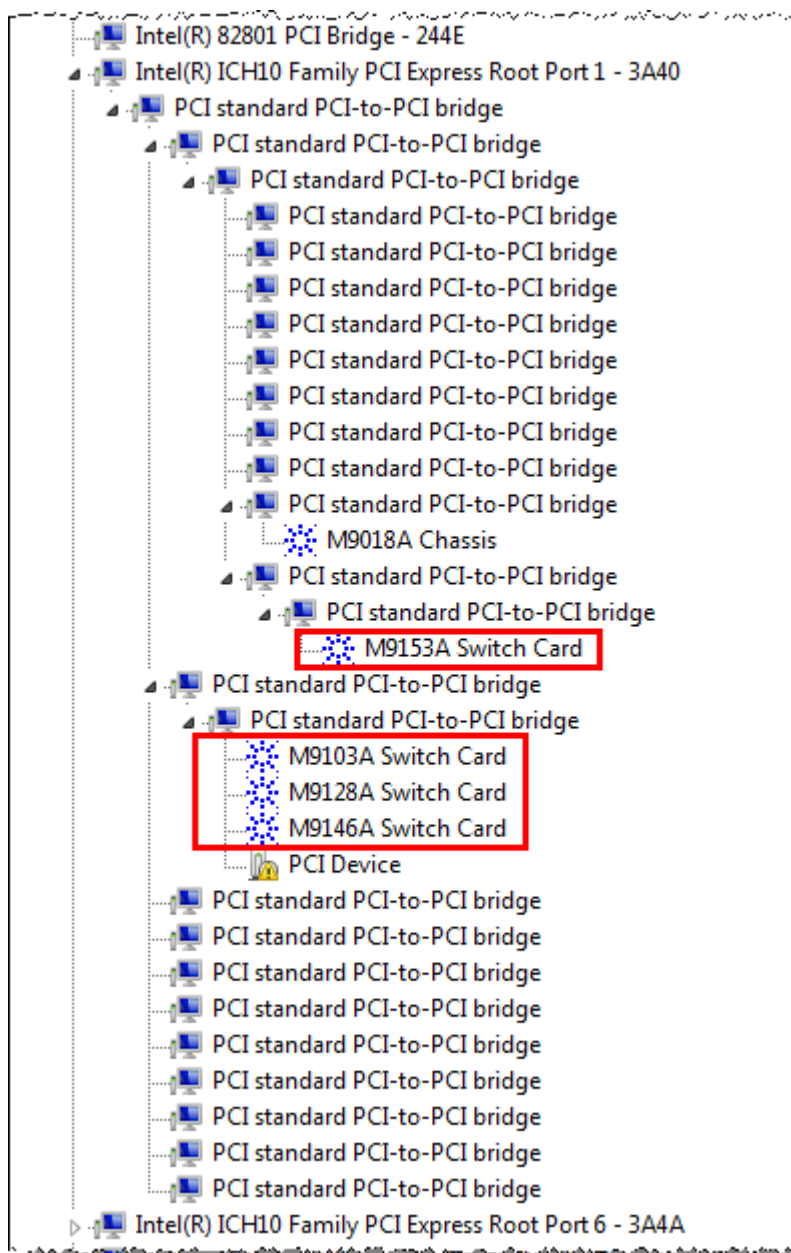 Intel(R) 82801 PCI Bridge - 244E
Intel(R) ICH10 Family PCI Express Root Port 1 - 3A40
PCI standard PCI-to-PCI bridge
PCI standard PCI-to-PCI bridge
PCI standard PCI-to-PCI bridge
PCI standard PCI-to-PCI bridge
PCI standard PCI-to-PCI bridge
PCI standard PCI-to-PCI bridge
PCI standard PCI-to-PCI bridge
PCI standard PCI-to-PCI bridge
PCI standard PCI-to-PCI bridge
PCI standard PCI-to-PCI bridge
PCI standard PCI-to-PCI bridge
PCI standard PCI-to-PCI bridge
M9018A Chassis
PCI standard PCI-to-PCI bridge
PCI standard PCI-to-PCI bridge
M9153A Switch Card
PCI standard PCI-to-PCI bridge
PCI standard PCI-to-PCI bridge
M9103A Switch Card
M9128A Switch Card
M9146A Switch Card
PCI Device
PCI standard PCI-to-PCI bridge
PCI standard PCI-to-PCI bridge
PCI standard PCI-to-PCI bridge
PCI standard PCI-to-PCI bridge
PCI standard PCI-to-PCI bridge
PCI standard PCI-to-PCI bridge
PCI standard PCI-to-PCI bridge
PCI standard PCI-to-PCI bridge
PCI standard PCI-to-PCI bridge
Intel(R) ICH10 Family PCI Express Root Port 6 - 3A4A